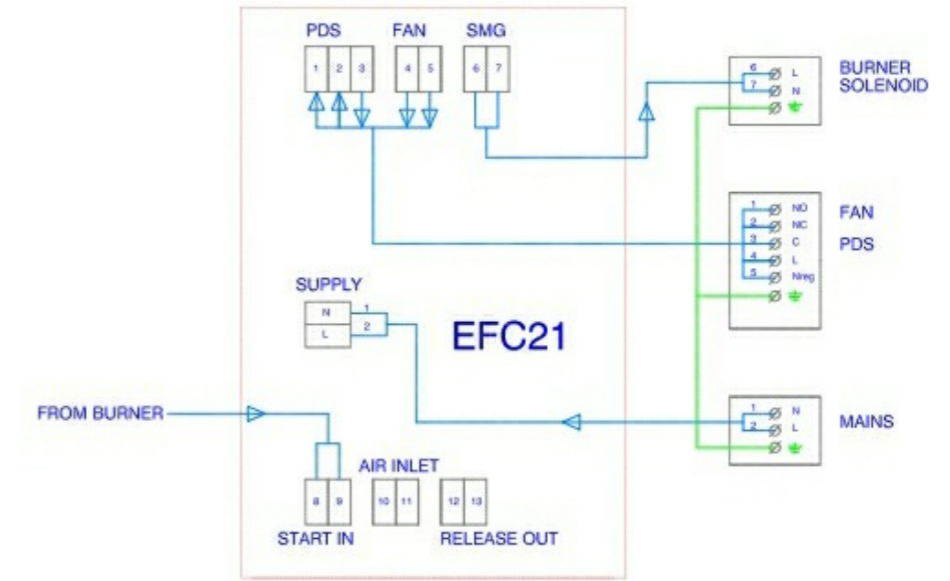 PDS FAN SMG
1 2 3 4 5 6 7
6 L BURNER
7 N SOLENOID
1 NO FAN
2 NC
3 C PDS
4 L
5 Nreg
SUPPLY
N 1
L 2
EFC21
FROM BURNER
1 N MAINS
2 L
AIR INLET
8 9 10 11 12 13
START IN RELEASE OUT